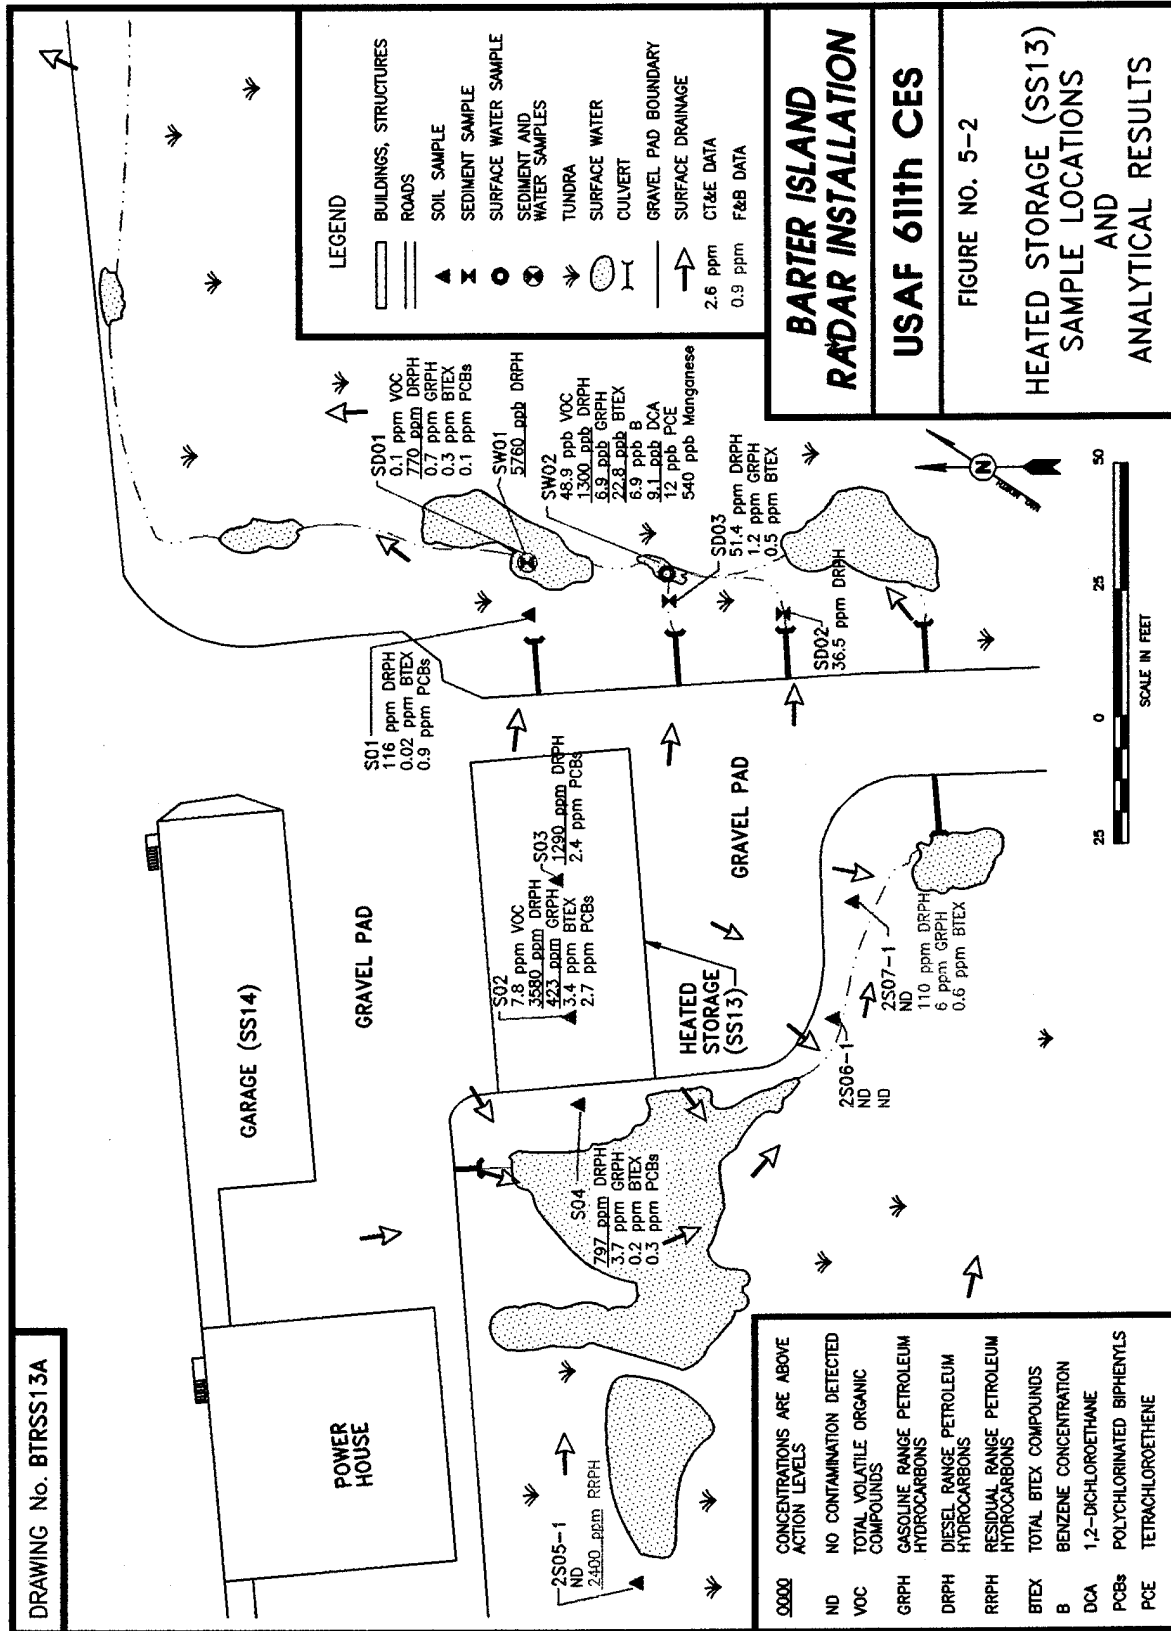 DRAWING No. BTRSS13A
POWER
HOUSE
GARAGE (SS14)
GRAVEL PAD
S02
7.8 ppm VOC
3580 ppm DRPH
423 ppm GRPH
3.4 ppm BTEX
2.7 ppm PCBs
S03
1290 ppm DRPH
2.4 ppm PCBs
HEATED
STORAGE
(SS13)
GRAVEL PAD
S04
797 ppm DRPH
3.7 ppm GRPH
0.2 ppm BTEX
0.3 ppm PCBs
2S05-1
ND
2400 ppm RRPH
2S06-1
ND
ND
2S07-1
ND
110 ppm DRPH
6 ppm GRPH
0.6 ppm BTEX
S01
116 ppm DRPH
0.02 ppm BTEX
0.9 ppm PCBs
SD01
0.1 ppm VOC
770 ppm DRPH
0.7 ppm GRPH
0.3 ppm BTEX
0.1 ppm PCBs
SW01
5760 ppb DRPH
SW02
48.9 ppb VOC
1300 ppb DRPH
6.9 ppb GRPH
22.8 ppb BTEX
6.9 ppb B
9.1 ppb DCA
12 ppb PCE
540 ppb Manganese
SD03
51.4 ppm DRPH
1.2 ppm GRPH
0.5 ppm BTEX
SD02
36.5 ppm DRPH
0000 CONCENTRATIONS ARE ABOVE
ACTION LEVELS
ND NO CONTAMINATION DETECTED
VOC TOTAL VOLATILE ORGANIC
COMPOUNDS
GRPH GASOLINE RANGE PETROLEUM
HYDROCARBONS
DRPH DIESEL RANGE PETROLEUM
HYDROCARBONS
RRPH RESIDUAL RANGE PETROLEUM
HYDROCARBONS
BTEX TOTAL BTEX COMPOUNDS
B BENZENE CONCENTRATION
DCA 1,2-DICHLOROETHANE
PCBs POLYCHLORINATED BIPHENYLS
PCE TETRACHLOROETHENE
25 0 25 50
SCALE IN FEET
N
LEGEND
BUILDINGS, STRUCTURES
ROADS
SOIL SAMPLE
SEDIMENT SAMPLE
SURFACE WATER SAMPLE
SEDIMENT AND
WATER SAMPLES
TUNDRA
SURFACE WATER
CULVERT
GRAVEL PAD BOUNDARY
SURFACE DRAINAGE
2.6 ppm CT&E DATA
0.9 ppm F&B DATA
BARTER ISLAND
RADAR INSTALLATION
USAF 611th CES
FIGURE NO. 5-2
HEATED STORAGE (SS13)
SAMPLE LOCATIONS
AND
ANALYTICAL RESULTS